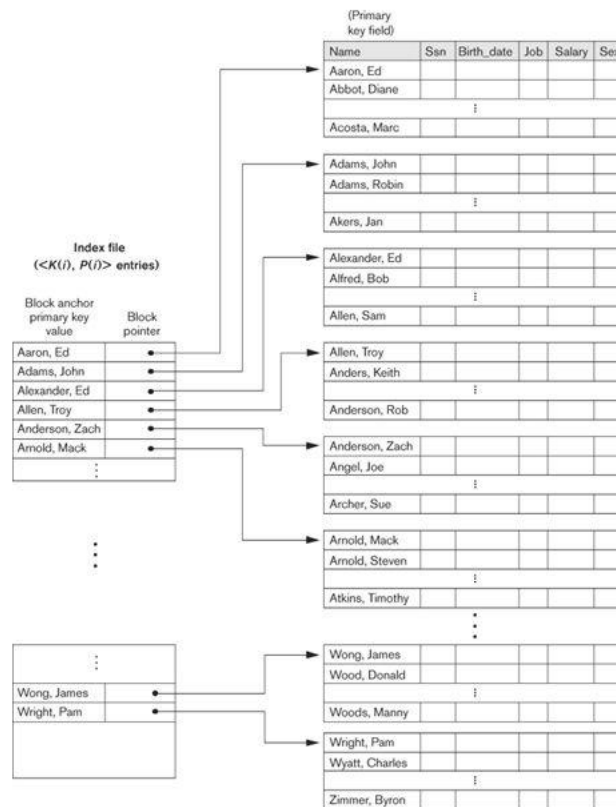 (Primary
key field)
Name Ssn Birth_date Job Salary Sex
Aaron, Ed
Abbot, Diane
⋮
Acosta, Marc
Adams, John
Adams, Robin
⋮
Akers, Jan
Alexander, Ed
Alfred, Bob
⋮
Allen, Sam
Allen, Troy
Anders, Keith
⋮
Anderson, Rob
Anderson, Zach
Angel, Joe
⋮
Archer, Sue
Arnold, Mack
Arnold, Steven
⋮
Atkins, Timothy
⋮
Wong, James
Wood, Donald
⋮
Woods, Manny
Wright, Pam
Wyatt, Charles
⋮
Zimmer, Byron
Index file
(<K(i), P(i)> entries)
Block anchor
primary key
value
Block
pointer
Aaron, Ed
Adams, John
Alexander, Ed
Allen, Troy
Anderson, Zach
Arnold, Mack
⋮
⋮
⋮
Wong, James
Wright, Pam